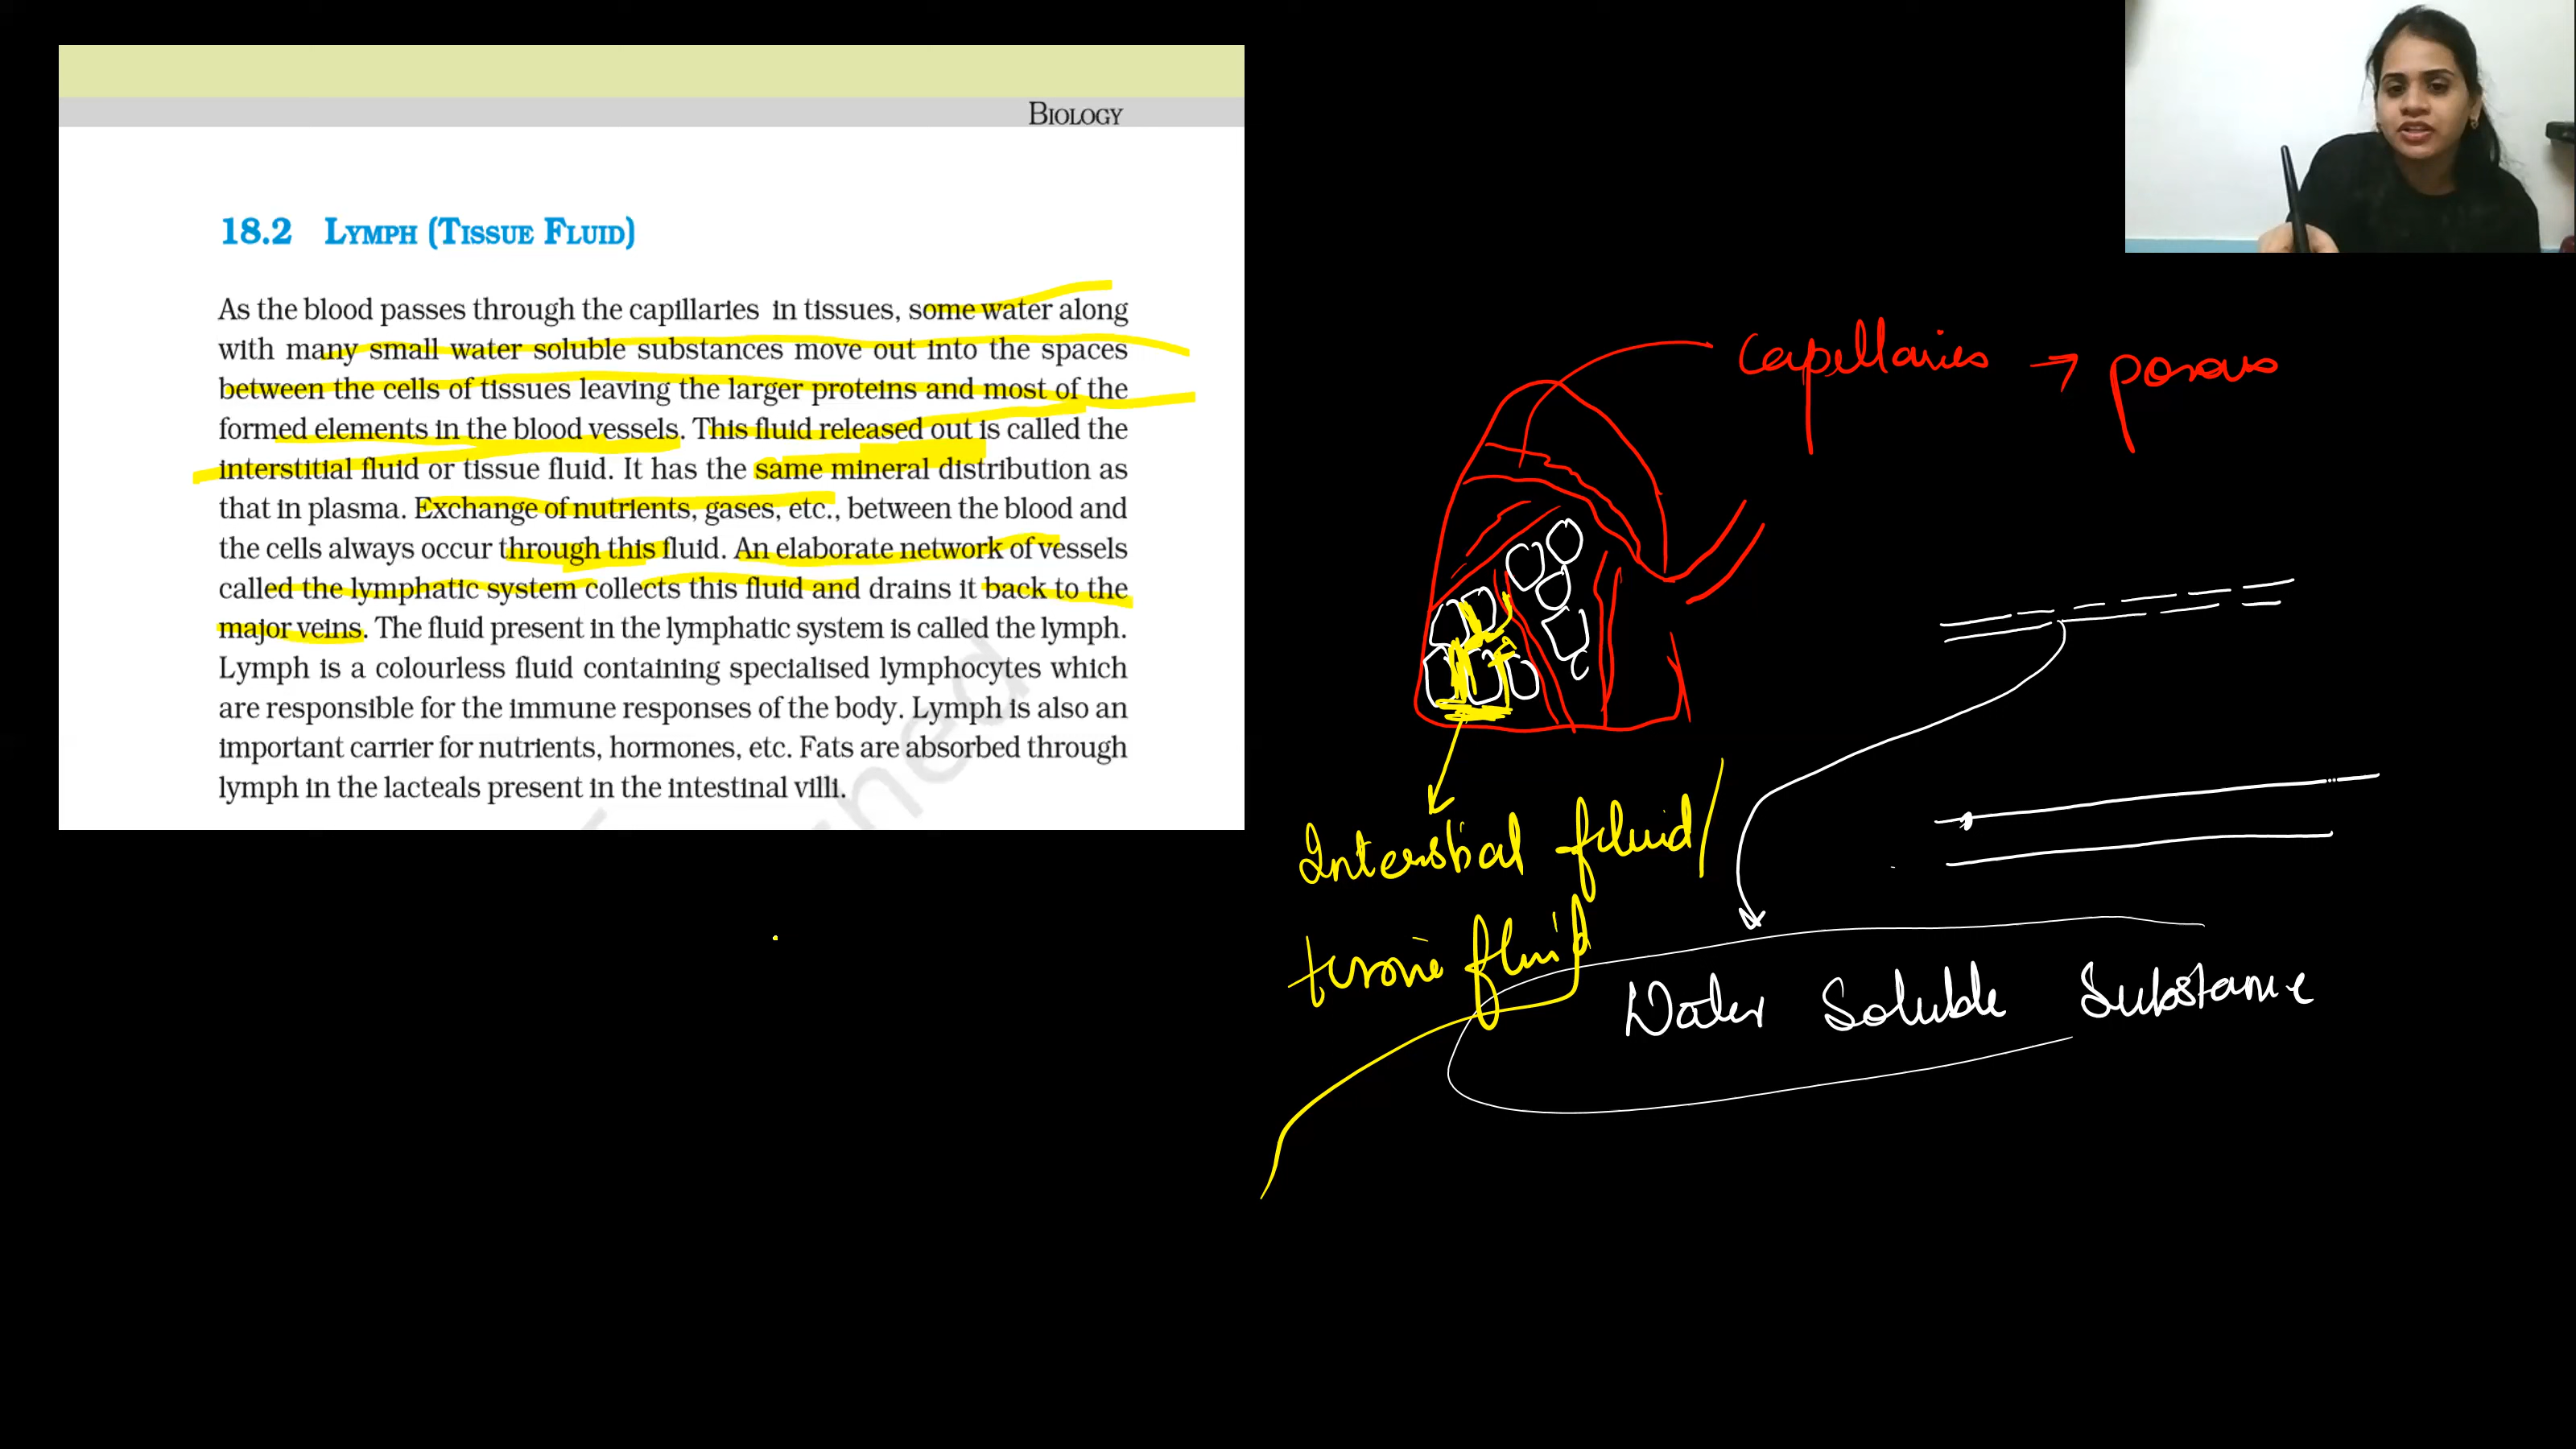 BIOLOGY
18.2 LYMPH (TISSUE FLUID)
As the blood passes through the capillaries in tissues, some water along
with many small water soluble substances move out into the spaces
between the cells of tissues leaving the larger proteins and most of the
formed elements in the blood vessels. This fluid released out is called the
interstitial fluid or tissue fluid. It has the same mineral distribution as
that in plasma. Exchange of nutrients, gases, etc., between the blood and
the cells always occur through this fluid. An elaborate network of vessels
called the lymphatic system collects this fluid and drains it back to the
major veins. The fluid present in the lymphatic system is called the lymph.
Lymph is a colourless fluid containing specialised lymphocytes which
are responsible for the immune responses of the body. Lymph is also an
important carrier for nutrients, hormones, etc. Fats are absorbed through
lymph in the lacteals present in the intestinal villi.
capillaries → porous
fluid/
fluid
Water Soluble Substance